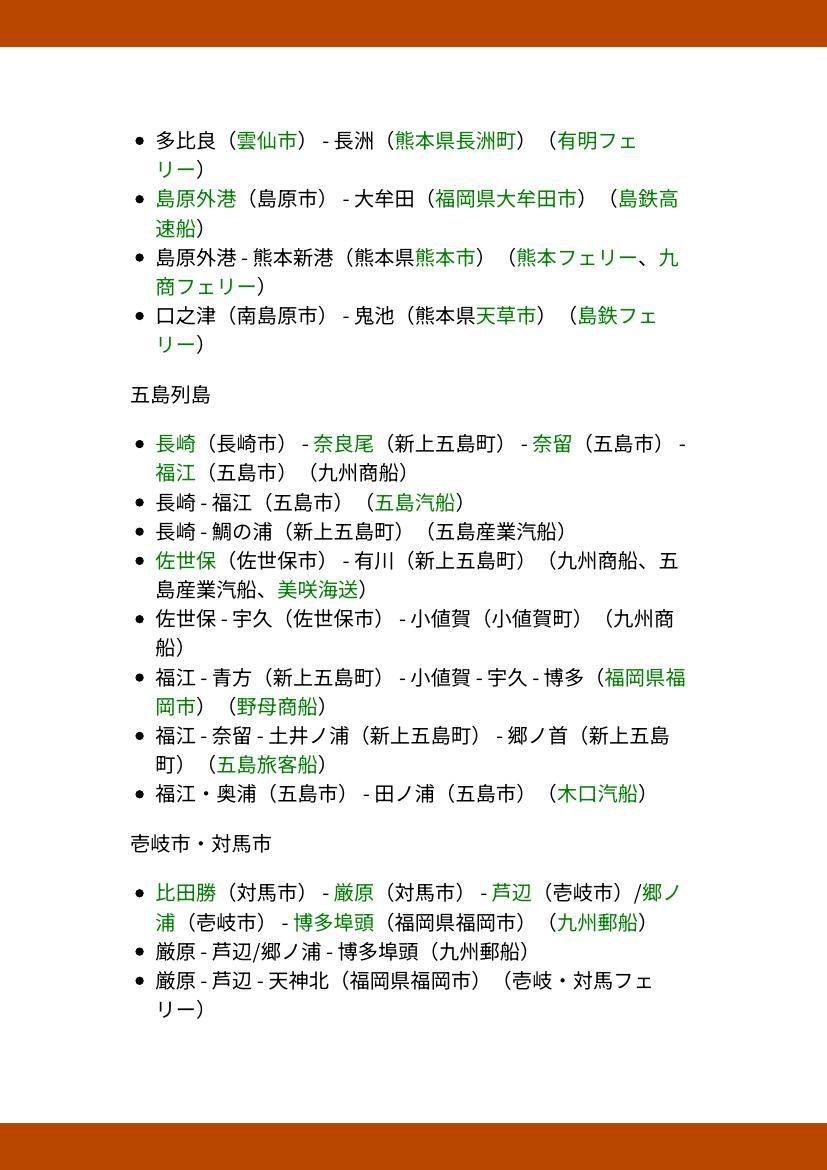 • 多比良（雲仙市） - 長洲（熊本県長洲町）（有明フェ
リー）
• 島原外港（島原市） - 大牟田（福岡県大牟田市）（島鉄高
速船）
• 島原外港 - 熊本新港（熊本県熊本市）（熊本フェリー、九
商フェリー）
• 口之津（南島原市） - 鬼池（熊本県天草市）（島鉄フェ
リー）
五島列島
• 長崎（長崎市） - 奈良尾（新上五島町） - 奈留（五島市） -
福江（五島市）（九州商船）
• 長崎 - 福江（五島市）（五島汽船）
• 長崎 - 鯛の浦（新上五島町）（五島産業汽船）
• 佐世保（佐世保市） - 有川（新上五島町）（九州商船、五
島産業汽船、美咲海送）
• 佐世保 - 宇久（佐世保市） - 小値賀（小値賀町）（九州商
船）
• 福江 - 青方（新上五島町） - 小値賀 - 宇久 - 博多（福岡県福
岡市）（野母商船）
• 福江 - 奈留 - 土井ノ浦（新上五島町） - 郷ノ首（新上五島
町）（五島旅客船）
• 福江・奥浦（五島市） - 田ノ浦（五島市）（木口汽船）
壱岐市・対馬市
• 比田勝（対馬市） - 厳原（対馬市） - 芦辺（壱岐市）/郷ノ
浦（壱岐市） - 博多埠頭（福岡県福岡市）（九州郵船）
• 厳原 - 芦辺/郷ノ浦 - 博多埠頭（九州郵船）
• 厳原 - 芦辺 - 天神北（福岡県福岡市）（壱岐・対馬フェ
リー）